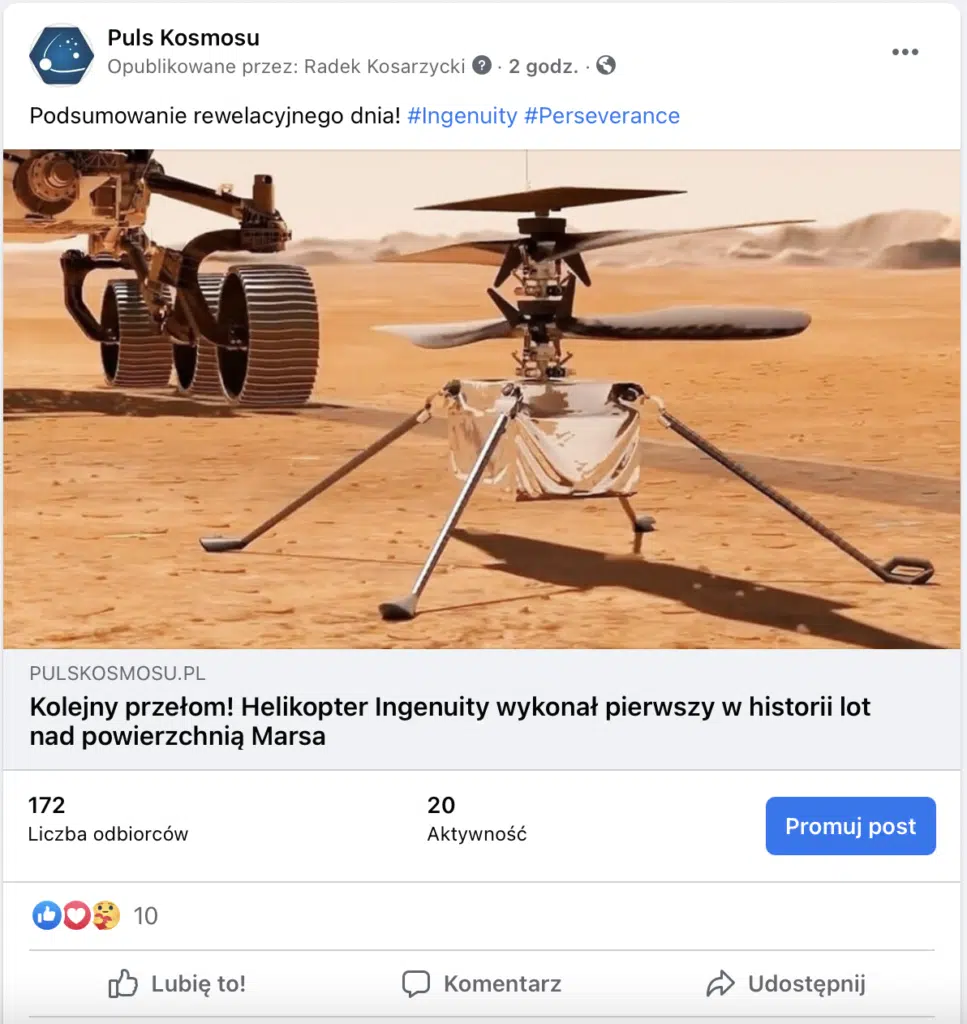 Puls Kosmosu
Opublikowane przez: Radek Kosarzycki ? · 2 godz. ·
Podsumowanie rewelacyjnego dnia! #Ingenuity #Perseverance
PULSKOSMOSU.PL
Kolejny przełom! Helikopter Ingenuity wykonał pierwszy w historii lot
nad powierzchnią Marsa
172
Liczba odbiorców
20
Aktywność
Promuj post
10
Lubię to!
Komentarz
Udostępnij